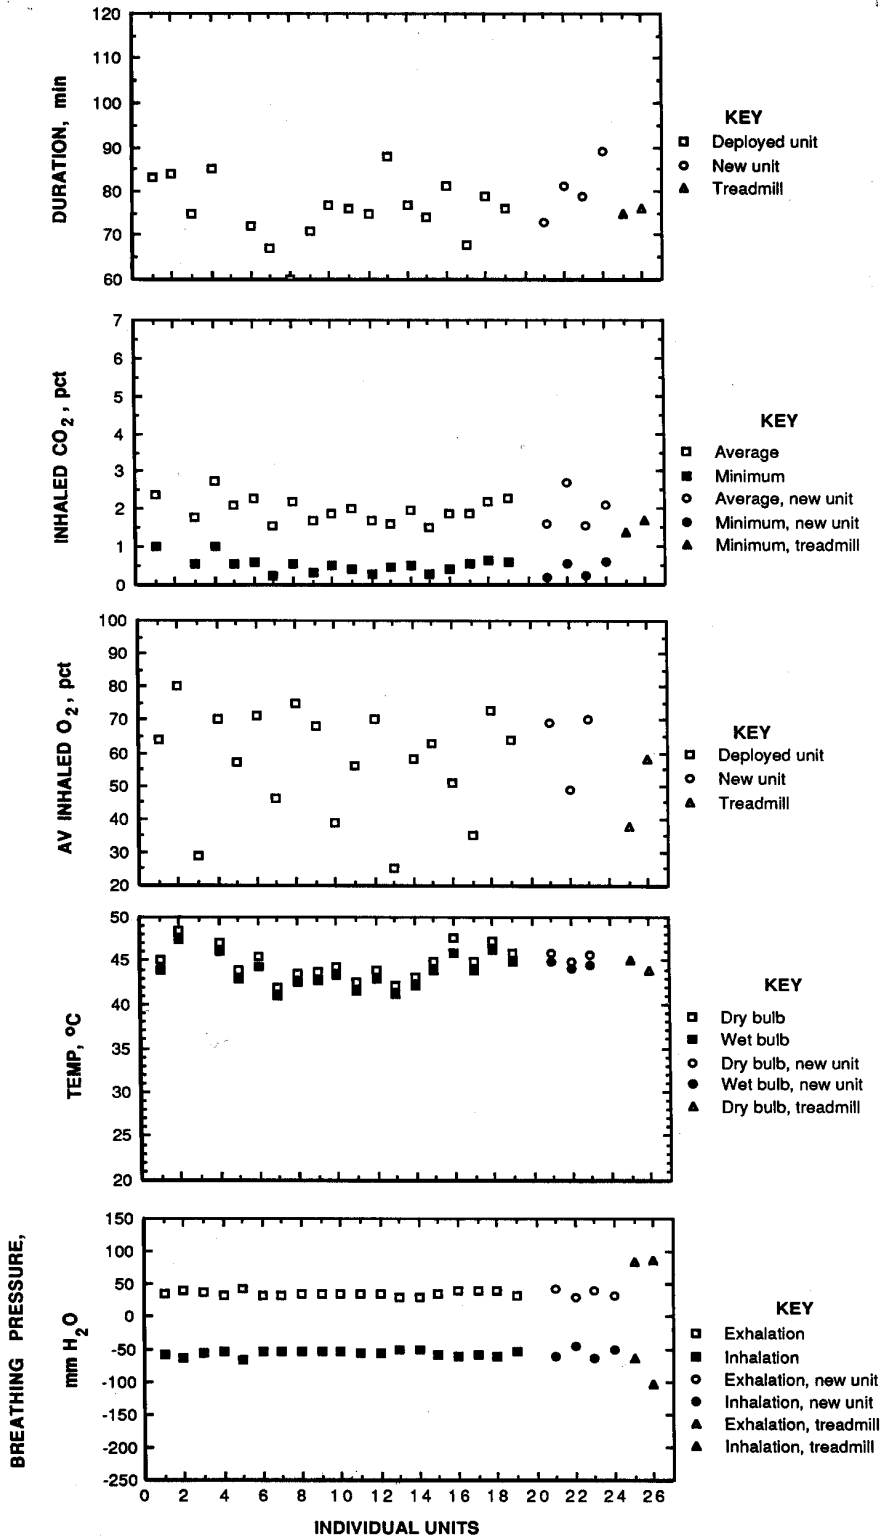 120
110
100
90
80
70
60
DURATION, min
KEY
Deployed unit
New unit
Treadmill
7
6
5
4
3
2
1
0
INHALED CO2, pct
KEY
Average
Minimum
Average, new unit
Minimum, new unit
Minimum, treadmill
100
90
80
70
60
50
40
30
20
AV INHALED O2, pct
KEY
Deployed unit
New unit
Treadmill
50
45
40
35
30
25
20
TEMP, ºC
KEY
Dry bulb
Wet bulb
Dry bulb, new unit
Wet bulb, new unit
Dry bulb, treadmill
150
100
50
0
-50
-100
-150
-200
-250
BREATHING PRESSURE,
mm H2O
KEY
Exhalation
Inhalation
Exhalation, new unit
Inhalation, new unit
Exhalation, treadmill
Inhalation, treadmill
0 2 4 6 8 10 12 14 16 18 20 22 24 26
INDIVIDUAL UNITS